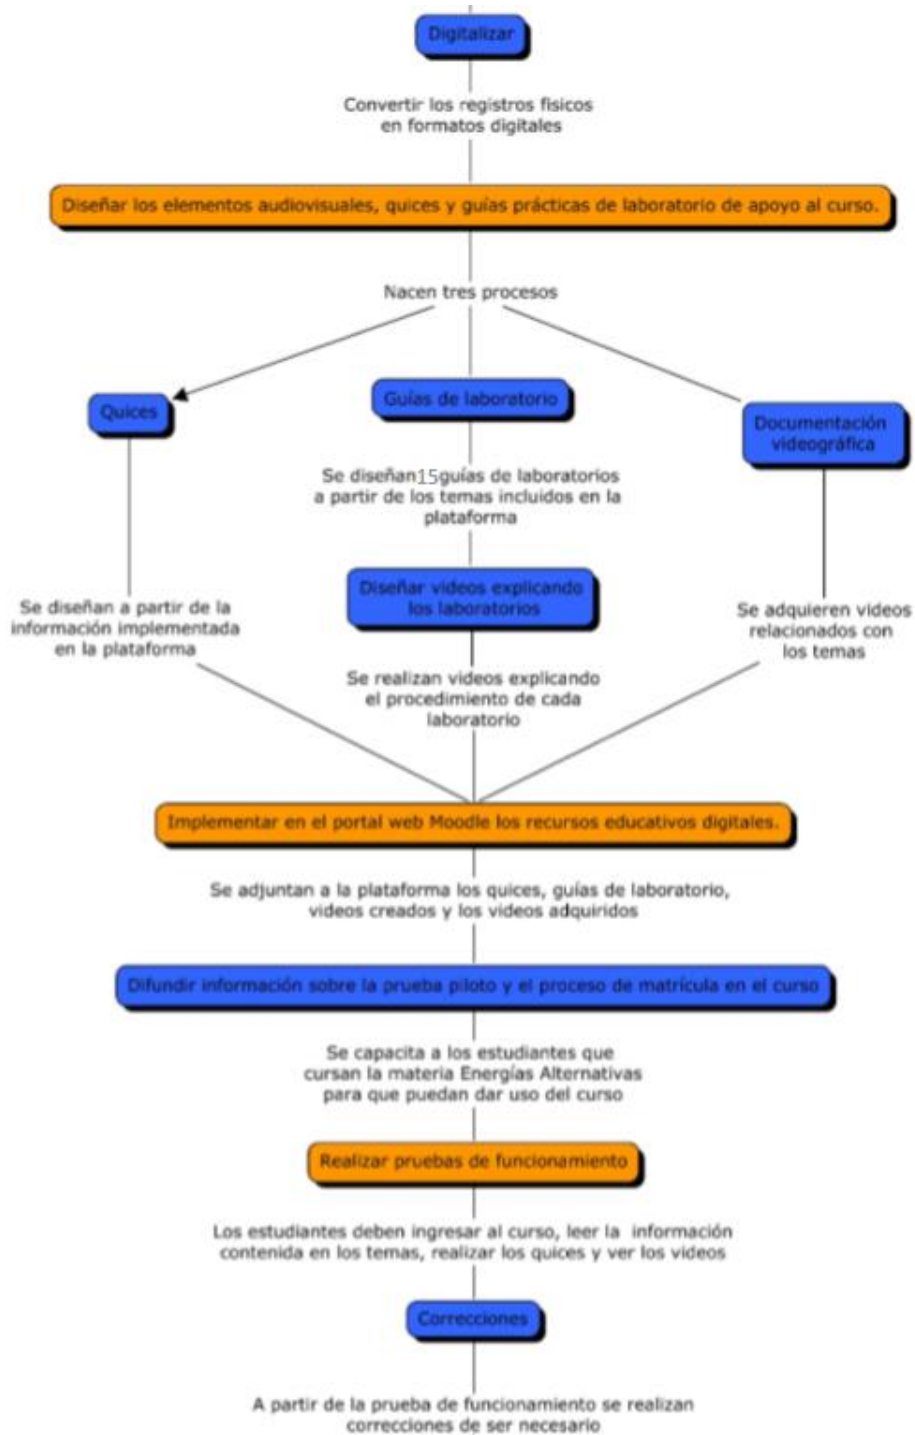 Digitalizar
Convertir los registros físicos
en formatos digitales
Diseñar los elementos audiovisuales, quices y guías prácticas de laboratorio de apoyo al curso.
Nacen tres procesos
Quices
Guías de laboratorio
Documentación
videográfica
Se diseñan 15 guías de laboratorios
a partir de los temas incluidos en la
plataforma
Diseñar videos explicando
los laboratorios
Se diseñan a partir de la
información implementada
en la plataforma
Se adquieren videos
relacionados con
los temas
Se realizan videos explicando
el procedimiento de cada
laboratorio
Implementar en el portal web Moodle los recursos educativos digitales.
Se adjuntan a la plataforma los quices, guías de laboratorio,
videos creados y los videos adquiridos
Difundir información sobre la prueba piloto y el proceso de matrícula en el curso
Se capacita a los estudiantes que
cursan la materia Energías Alternativas
para que puedan dar uso del curso
Realizar pruebas de funcionamiento
Los estudiantes deben ingresar al curso, leer la información
contenida en los temas, realizar los quices y ver los videos
Correcciones
A partir de la prueba de funcionamiento se realizan
correcciones de ser necesario